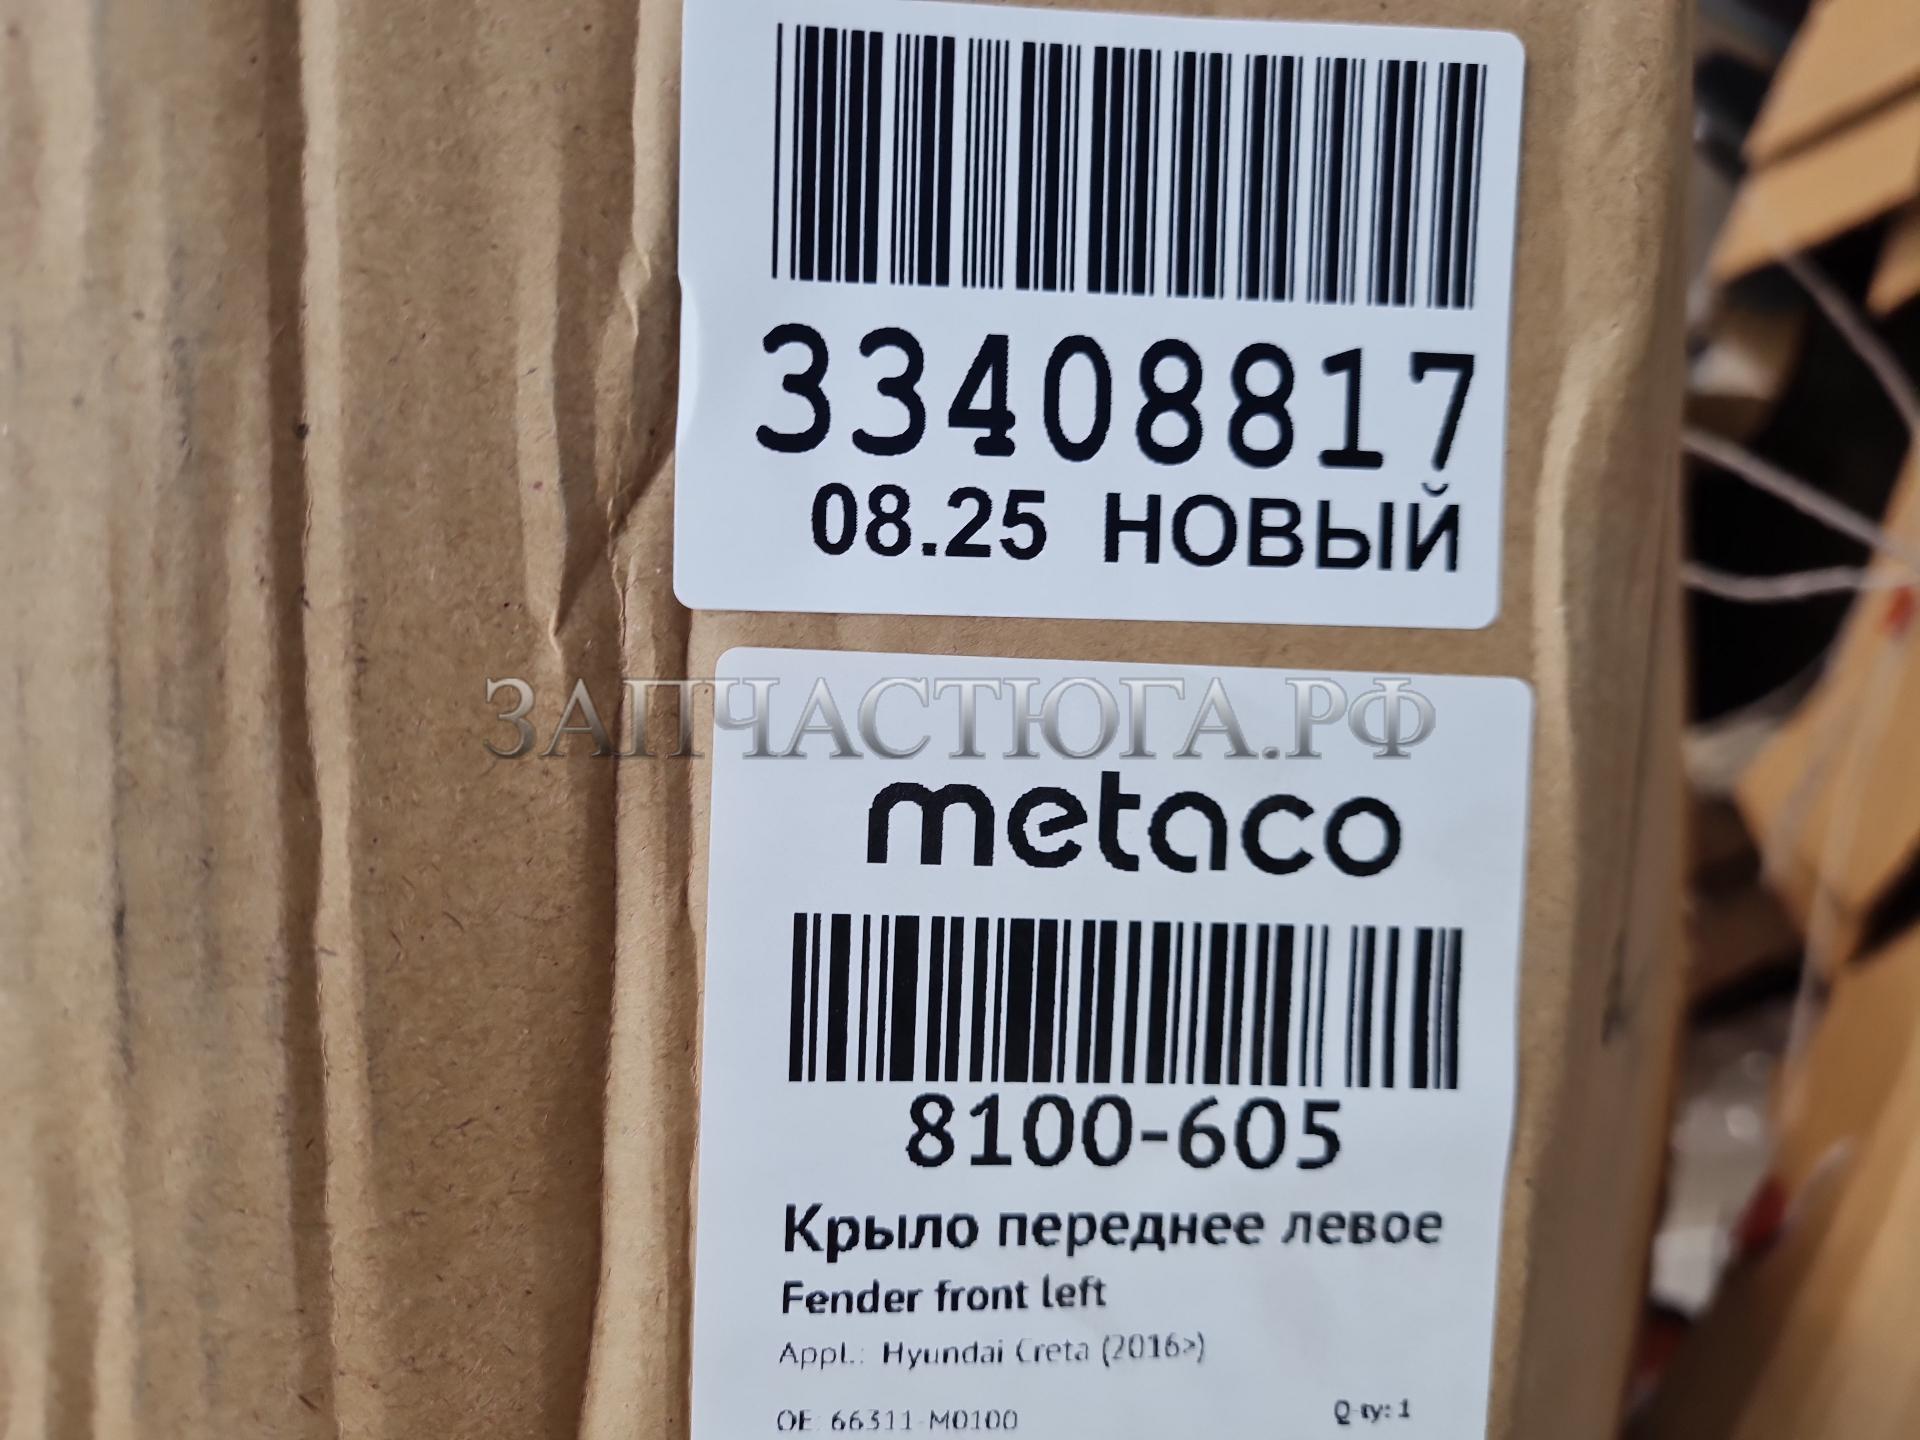 33408817
08.25 НОВЫЙ
ЗАПЧАСТЮГА.РФ
metaco
8100-605
Крыло переднее левое
Fender front left
Appl.: Hyundai Creta (2016>)
OE: 66311-M0100 Q-ty: 1